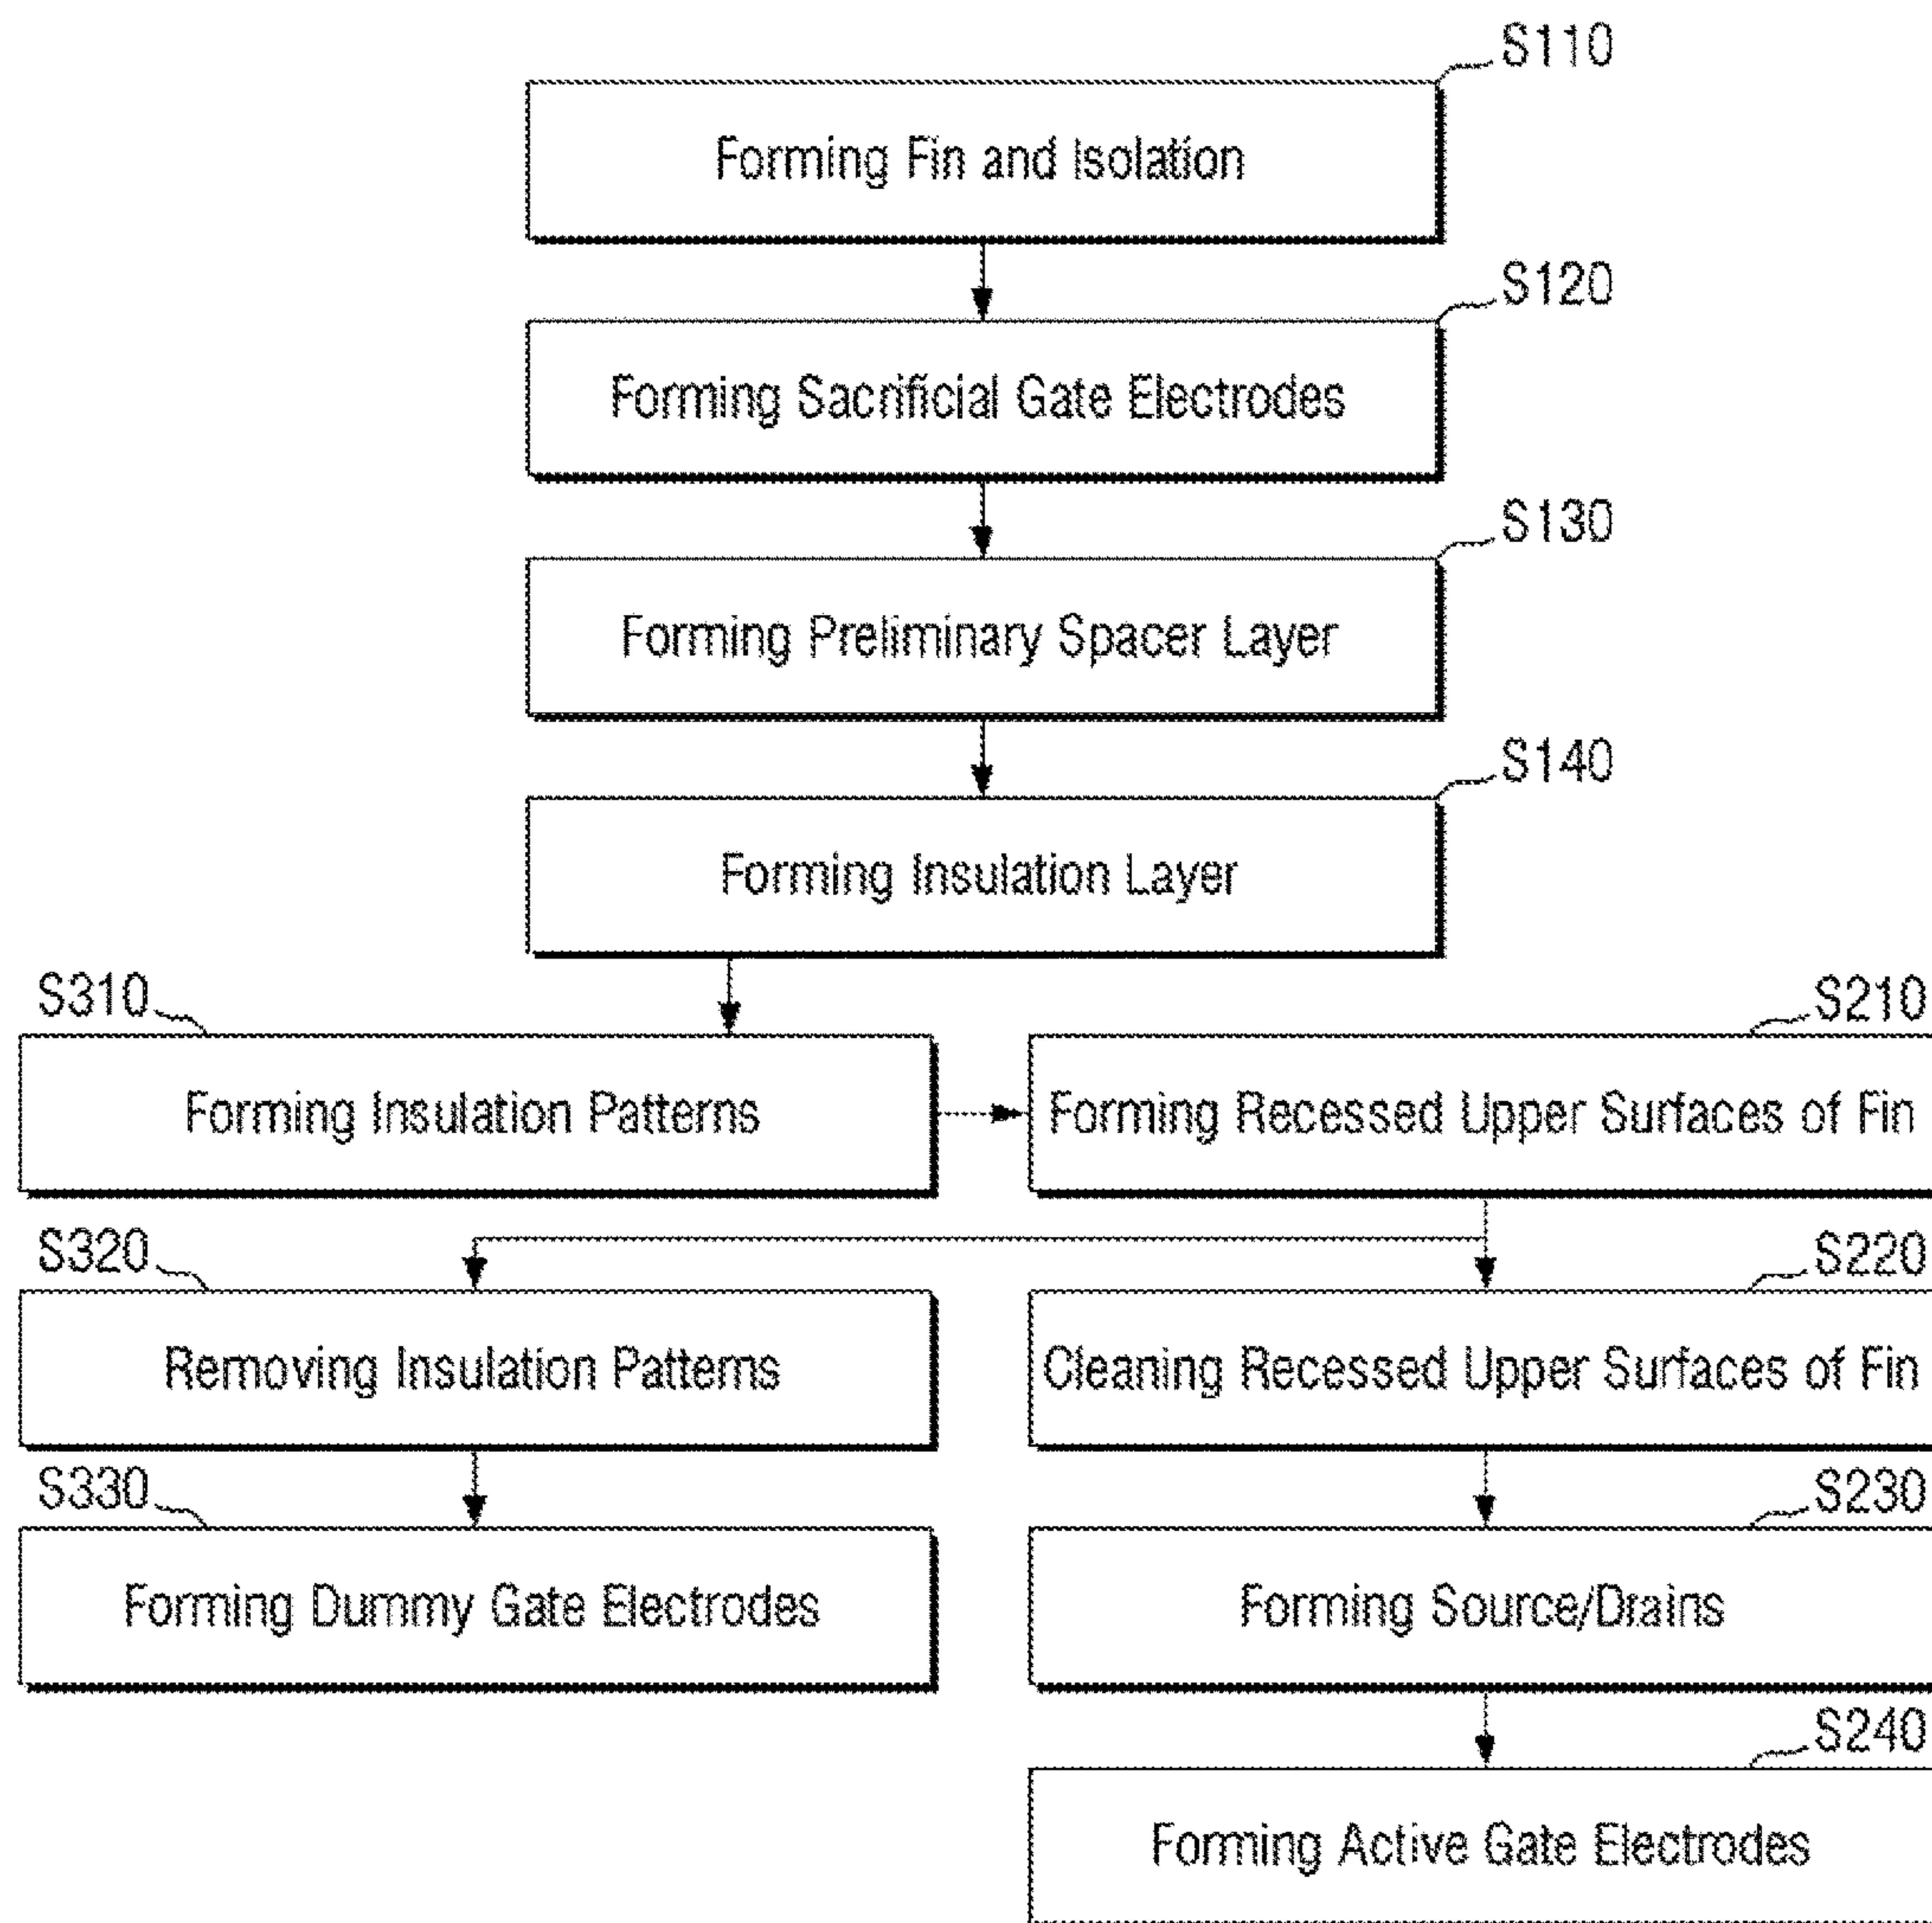 S110
Forming Fin and Isolation
S120
Forming Sacrificial Gate Electrodes
S130
Forming Preliminary Spacer Layer
S140
Forming Insulation Layer
S310
Forming Insulation Patterns
S210
Forming Recessed Upper Surfaces of Fin
S320
Removing Insulation Patterns
S220
Cleaning Recessed Upper Surfaces of Fin
S330
Forming Dummy Gate Electrodes
S230
Forming Source/Drains
S240
Forming Active Gate Electrodes